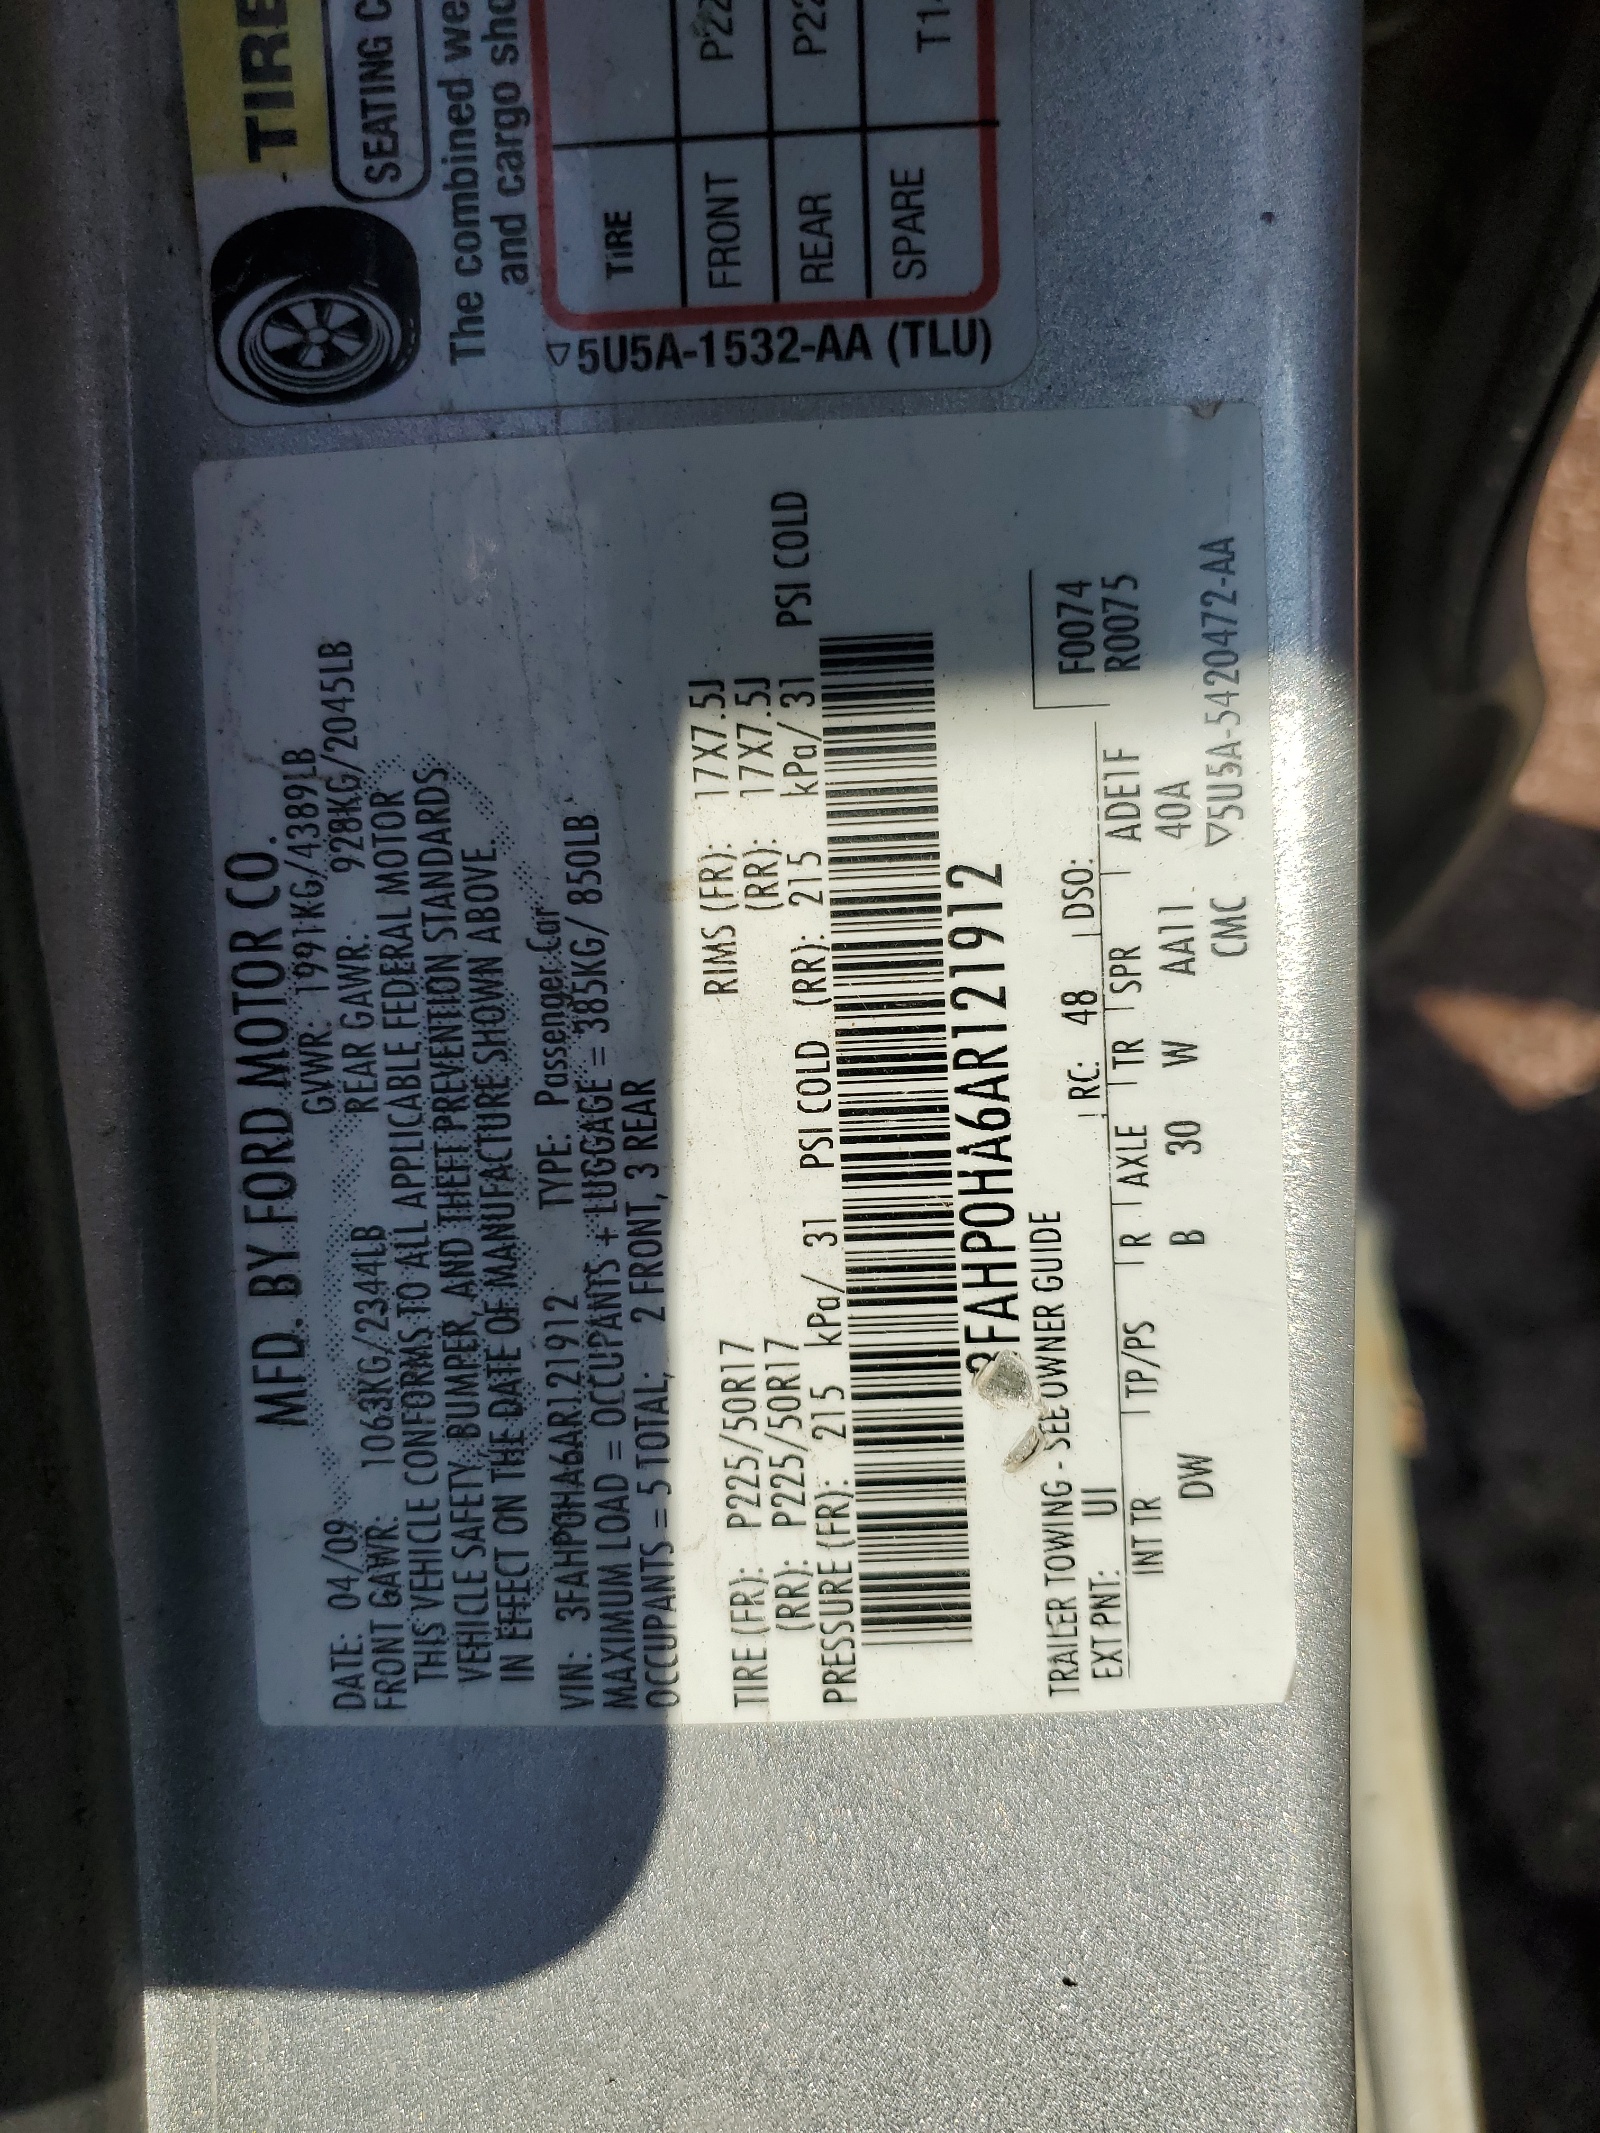 MFD. BY FORD MOTOR CO.
DATE: 04/09 GVWR: 1991KG/4389LB
FRONT GAWR: 1063KG/2344LB REAR GAWR: 928KG/2045LB
THIS VEHICLE CONFORMS TO ALL APPLICABLE FEDERAL MOTOR
VEHICLE SAFETY, BUMPER, AND THEFT PREVENTION STANDARDS
IN EFFECT ON THE DATE OF MANUFACTURE SHOWN ABOVE.
VIN: 3FAHP0HA6AR121912 TYPE: Passenger Car
MAXIMUM LOAD = OCCUPANTS + LUGGAGE = 385KG/ 850LB
OCCUPANTS = 5 TOTAL, 2 FRONT, 3 REAR
TIRE (FR): P225/50R17 RIMS (FR): 17X7.5J
(RR): P225/50R17 (RR): 17X7.5J
PRESSURE (FR): 215 kPa/ 31 PSI COLD (RR): 215 kPa/ 31 PSI COLD
3FAHP0HA6AR121912
TRAILER TOWING - SEE OWNER GUIDE
F0074
R0075
EXT PNT: UI RC: 48 DSO:
INT TR TP/PS R AXLE TR SPR ADE1F
DW B 30 W AA11 40A
CMC ▽5U5A-5420472-AA
TIRE
SEATING C
The combined we
and cargo sho
TIRE
FRONT P22
REAR P22
SPARE T1
▽5U5A-1532-AA (TLU)